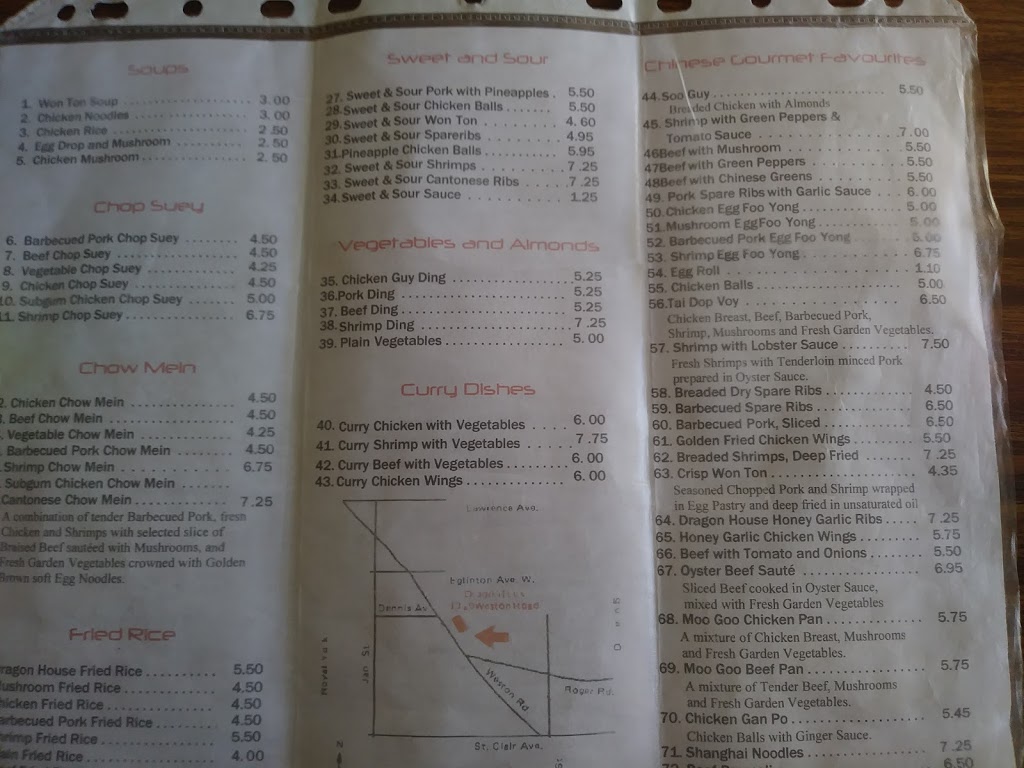 Soups
1. Won Ton Soup .................... 3.00
2. Chicken Noodles ................. 3.00
3. Chicken Rice .................... 2.50
4. Egg Drop and Mushroom ........... 2.50
5. Chicken Mushroom ................ 2.50
Chop Suey
6. Barbecued Pork Chop Suey ........ 4.50
7. Beef Chop Suey .................. 4.50
8. Vegetable Chop Suey ............. 4.25
9. Chicken Chop Suey ............... 4.50
10. Subgum Chicken Chop Suey ....... 5.00
11. Shrimp Chop Suey ............... 6.75
Chow Mein
2. Chicken Chow Mein ............... 4.50
. Beef Chow Mein ................... 4.50
. Vegetable Chow Mein .............. 4.25
. Barbecued Pork Chow Mein ......... 4.50
Shrimp Chow Mein ................... 6.75
Subgum Chicken Chow Mein .......
Cantonese Chow Mein ................ 7.25
A combination of tender Barbecued Pork, fresh
Chicken and Shrimps with selected slice of
Braised Beef sautéed with Mushrooms, and
Fresh Garden Vegetables crowned with Golden
Brown soft Egg Noodles.
Fried Rice
ragon House Fried Rice ............. 5.50
ushroom Fried Rice ................. 4.50
hicken Fried Rice .................. 4.50
arbecued Pork Fried Rice ........... 4.50
hrimp Fried Rice ................... 5.50
ain Fried Rice ..................... 4.00
Sweet and Sour
27. Sweet & Sour Pork with Pineapples . 5.50
28. Sweet & Sour Chicken Balls ..... 5.50
29. Sweet & Sour Won Ton ........... 4.60
30. Sweet & Sour Spareribs ......... 4.95
31. Pineapple Chicken Balls ........ 5.95
32. Sweet & Sour Shrimps ........... 7.25
33. Sweet & Sour Cantonese Ribs .... 7.25
34. Sweet & Sour Sauce ............. 1.25
Vegetables and Almonds
35. Chicken Guy Ding ............... 5.25
36. Pork Ding ...................... 5.25
37. Beef Ding ...................... 5.25
38. Shrimp Ding .................... 7.25
39. Plain Vegetables ............... 5.00
Curry Dishes
40. Curry Chicken with Vegetables ..... 6.00
41. Curry Shrimp with Vegetables ...... 7.75
42. Curry Beef with Vegetables ........ 6.00
43. Curry Chicken Wings ............ 6.00
Lawrence Ave.
Eglinton Ave. W.
Weston Road
Dennis Av
Royal York
Jan St.
Weston Rd.
Roger Rd.
St. Clair Ave.
N
St.
Chinese Gourmet Favourites
44. Soo Guy ........................ 5.50
Breaded Chicken with Almonds
45. Shrimp with Green Peppers &
Tomato Sauce ....................... 7.00
46 Beef with Mushroom .............. 5.50
47 Beef with Green Peppers ......... 5.50
48 Beef with Chinese Greens ........ 5.50
49. Pork Spare Ribs with Garlic Sauce . . 6.00
50. Chicken Egg Foo Yong ........... 5.00
51. Mushroom Egg Foo Yong .......... 5.00
52. Barbecued Pork Egg Foo Yong .... 5.00
53. Shrimp Egg Foo Yong ............ 6.75
54. Egg Roll ....................... 1.10
55. Chicken Balls .................. 5.00
56. Tai Dop Voy .................... 6.50
Chicken Breast, Beef, Barbecued Pork,
Shrimp, Mushrooms and Fresh Garden Vegetables.
57. Shrimp with Lobster Sauce ...... 7.50
Fresh Shrimps with Tenderloin minced Pork
prepared in Oyster Sauce.
58. Breaded Dry Spare Ribs ......... 4.50
59. Barbecued Spare Ribs ........... 6.50
60. Barbecued Pork, Sliced ......... 6.50
61. Golden Fried Chicken Wings ..... 5.50
62. Breaded Shrimps, Deep Fried .... 7.25
63. Crisp Won Ton .................. 4.35
Seasoned Chopped Pork and Shrimp wrapped
in Egg Pastry and deep fried in unsaturated oil
64. Dragon House Honey Garlic Ribs ..... 7.25
65. Honey Garlic Chicken Wings ..... 5.75
66. Beef with Tomato and Onions .... 5.50
67. Oyster Beef Sauté .............. 6.95
Sliced Beef cooked in Oyster Sauce,
mixed with Fresh Garden Vegetables
68. Moo Goo Chicken Pan ............ 5.75
A mixture of Chicken Breast, Mushrooms
and Fresh Garden Vegetables.
69. Moo Goo Beef Pan ............... 5.75
A mixture of Tender Beef, Mushrooms
and Fresh Garden Vegetables.
70. Chicken Gan Po ................. 5.45
Chicken Balls with Ginger Sauce.
71. Shanghai Noodles ............... 7.25
6.50